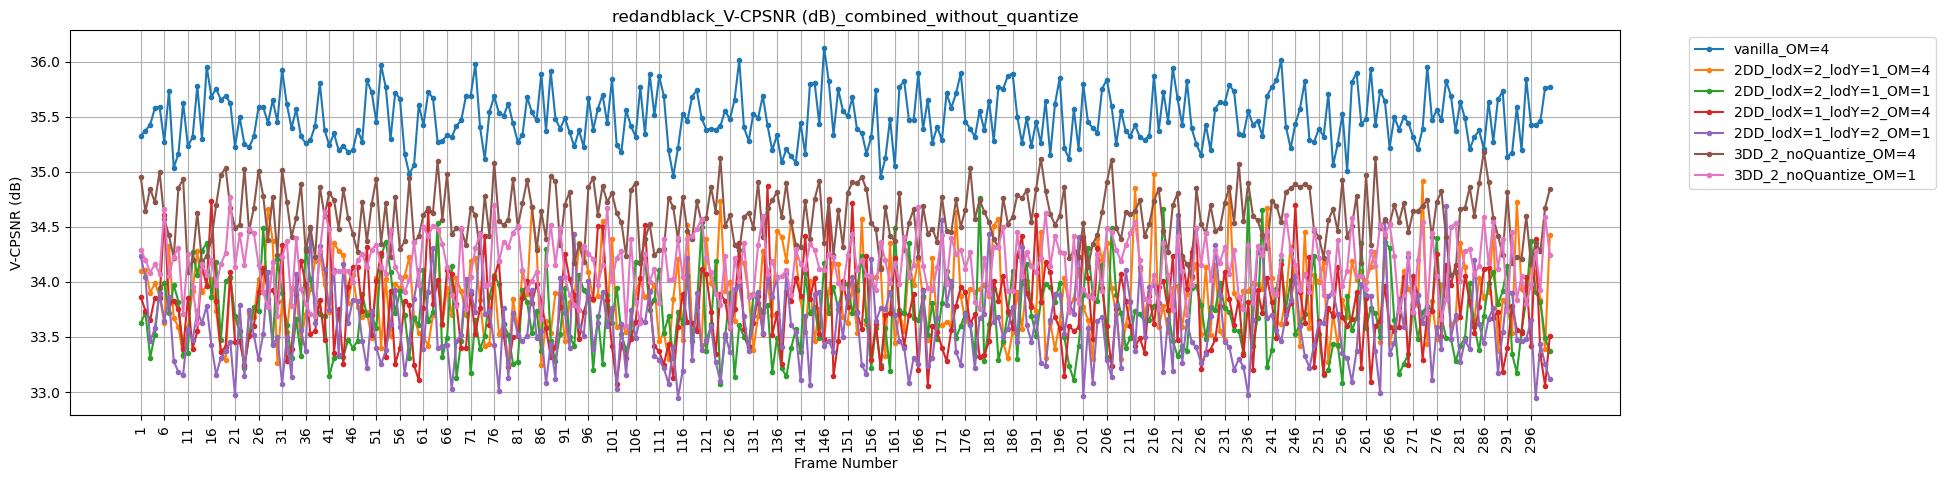 redandblack_V-CPSNR (dB)_combined_without_quantize
V-CPSNR (dB)
36.0
35.5
35.0
34.5
34.0
33.5
33.0
1 6 11 16 21 26 31 36 41 46 51 56 61 66 71 76 81 86 91 96 101 106 111 116 121 126 131 136 141 146 151 156 161 166 171 176 181 186 191 196 201 206 211 216 221 226 231 236 241 246 251 256 261 266 271 276 281 286 291 296
Frame Number
vanilla_OM=4
2DD_lodX=2_lodY=1_OM=4
2DD_lodX=2_lodY=1_OM=1
2DD_lodX=1_lodY=2_OM=4
2DD_lodX=1_lodY=2_OM=1
3DD_2_noQuantize_OM=4
3DD_2_noQuantize_OM=1